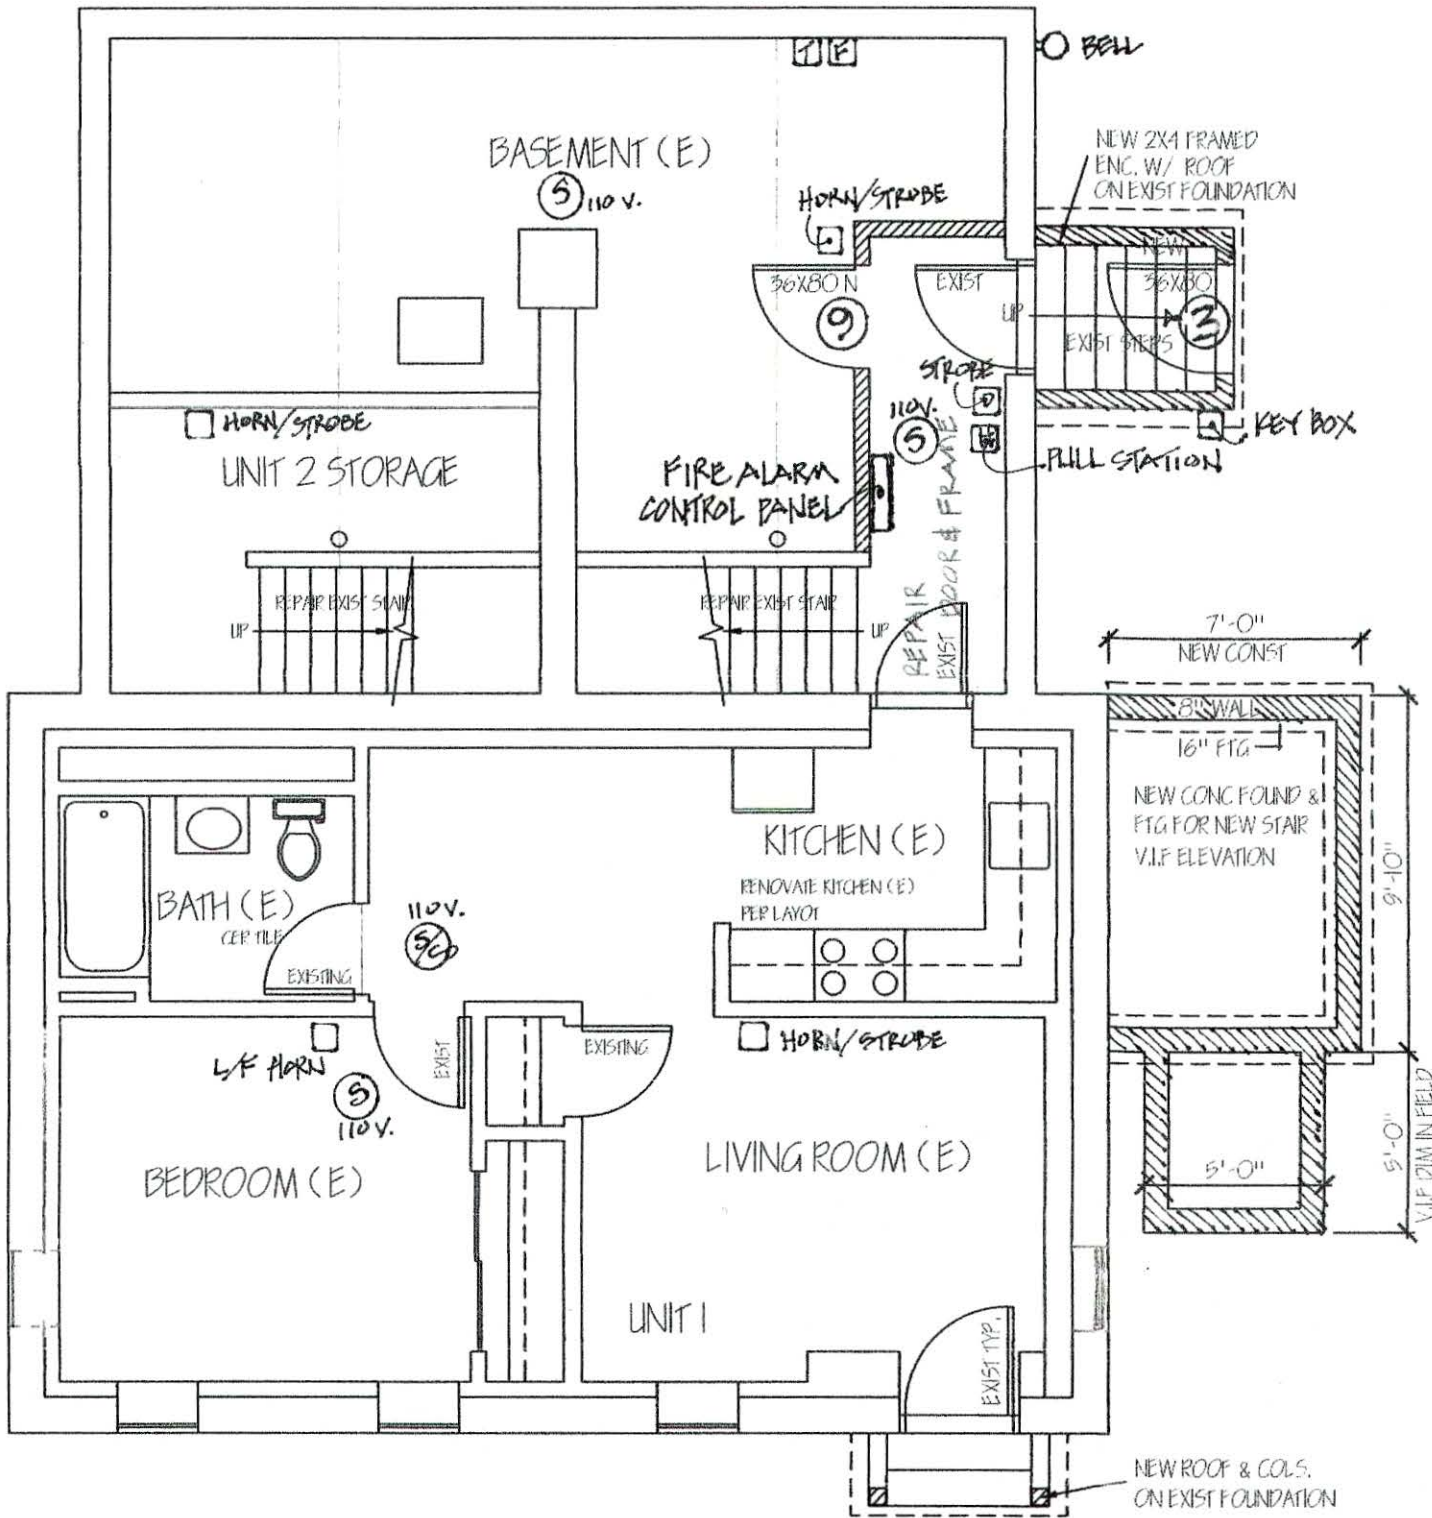 T F
BELL
BASEMENT (E)
S 110 V.
NEW 2X4 FRAMED
ENC. W/ ROOF
ON EXIST FOUNDATION
HORN/STROBE
NEW
36X80 N
EXIST
36X80
9
UP
3
EXIST STEPS
STROBE
110V.
S
KEY BOX
PULL STATION
HORN/STROBE
UNIT 2 STORAGE
FIRE ALARM
CONTROL PANEL
REPAIR
EXIST DOOR & FRAME
REPAIR EXIST STAIR
UP
REPAIR EXIST STAIR
UP
7'-0"
NEW CONST
8" WALL
16" FTG
NEW CONC FOUND &
FTG FOR NEW STAIR
V.I.F ELEVATION
9'-10"
KITCHEN (E)
RENOVATE KITCHEN (E)
PER LAYOT
BATH (E)
CER TILE
EXISTING
110V.
S/CO
L/F HORN
S
110V.
EXIST
EXISTING
HORN/STROBE
BEDROOM (E)
LIVING ROOM (E)
5'-0"
5'-0"
V.I.F DIM IN FIELD
UNIT 1
EXIST TYP.
NEW ROOF & COLS.
ON EXIST FOUNDATION